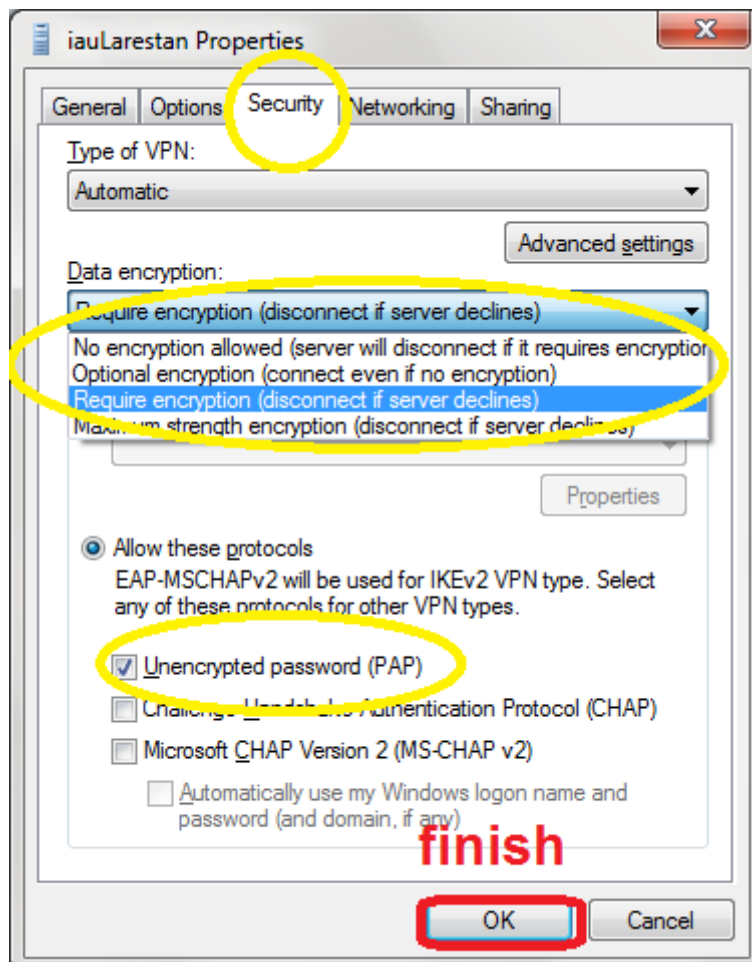 iauLarestan Properties
General Options Security Networking Sharing
Type of VPN:
Automatic
Advanced settings
Data encryption:
Require encryption (disconnect if server declines)
No encryption allowed (server will disconnect if it requires encryption
Optional encryption (connect even if no encryption)
Require encryption (disconnect if server declines)
Maximum strength encryption (disconnect if server declines)
Properties
Allow these protocols
EAP-MSCHAPv2 will be used for IKEv2 VPN type. Select
any of these protocols for other VPN types.
Unencrypted password (PAP)
Challenge Handshake Authentication Protocol (CHAP)
Microsoft CHAP Version 2 (MS-CHAP v2)
Automatically use my Windows logon name and
password (and domain, if any)
finish
OK Cancel